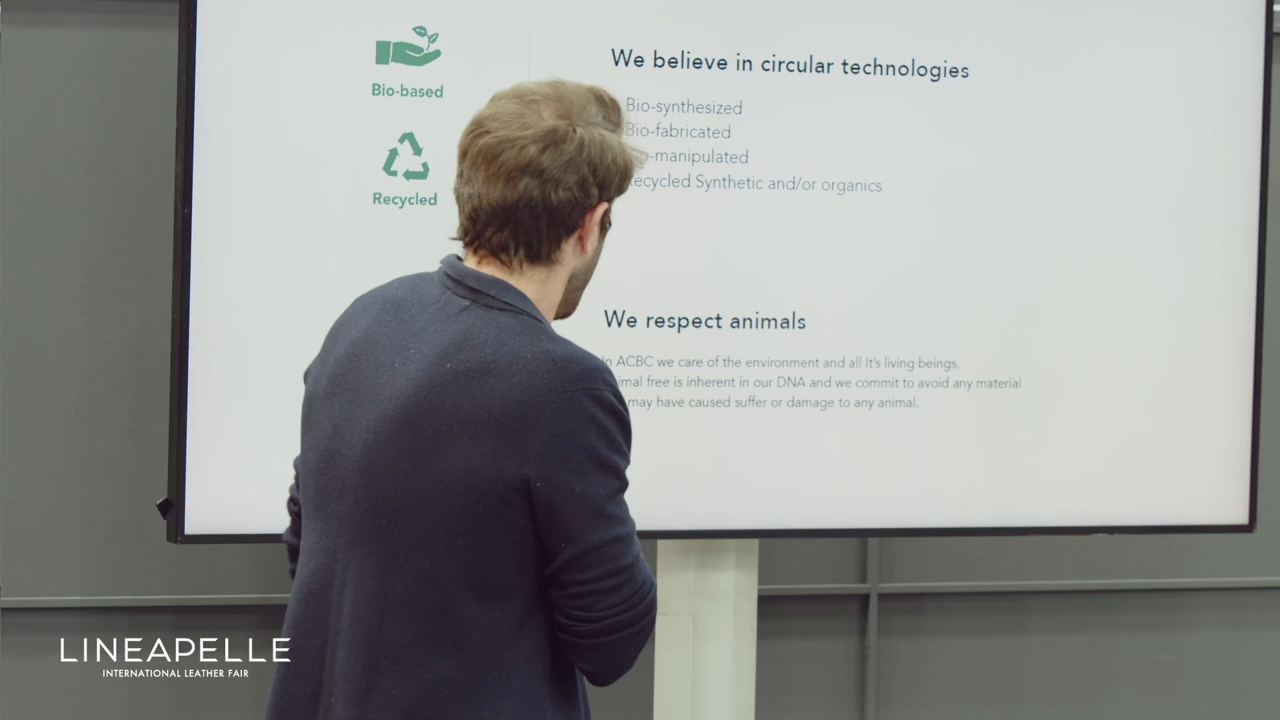 Bio-based
Recycled
We believe in circular technologies
Bio-synthesized
Bio-fabricated
-manipulated
Recycled Synthetic and/or organics
We respect animals
In ACBC we care of the environment and all It's living beings.
free is inherent in our DNA and we commit to avoid any material
may have caused suffer or damage to any animal.
LINEAPELLE
INTERNATIONAL LEATHER FAIR